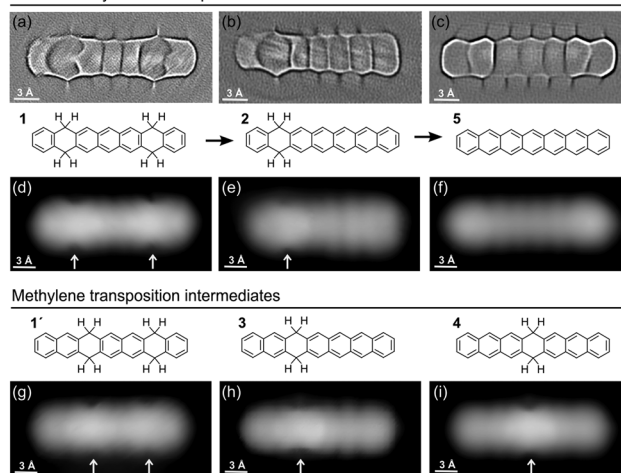 (a) (b) (c)
3 Å 3 Å 3 Å
1 H H H H 2 H H 5
H H H H H H
(d) (e) (f)
3 Å 3 Å 3 Å
Methylene transposition intermediates
1´ H H H H 3 H H 4 H H
H H H H H H H H
(g) (h) (i)
3 Å 3 Å 3 Å